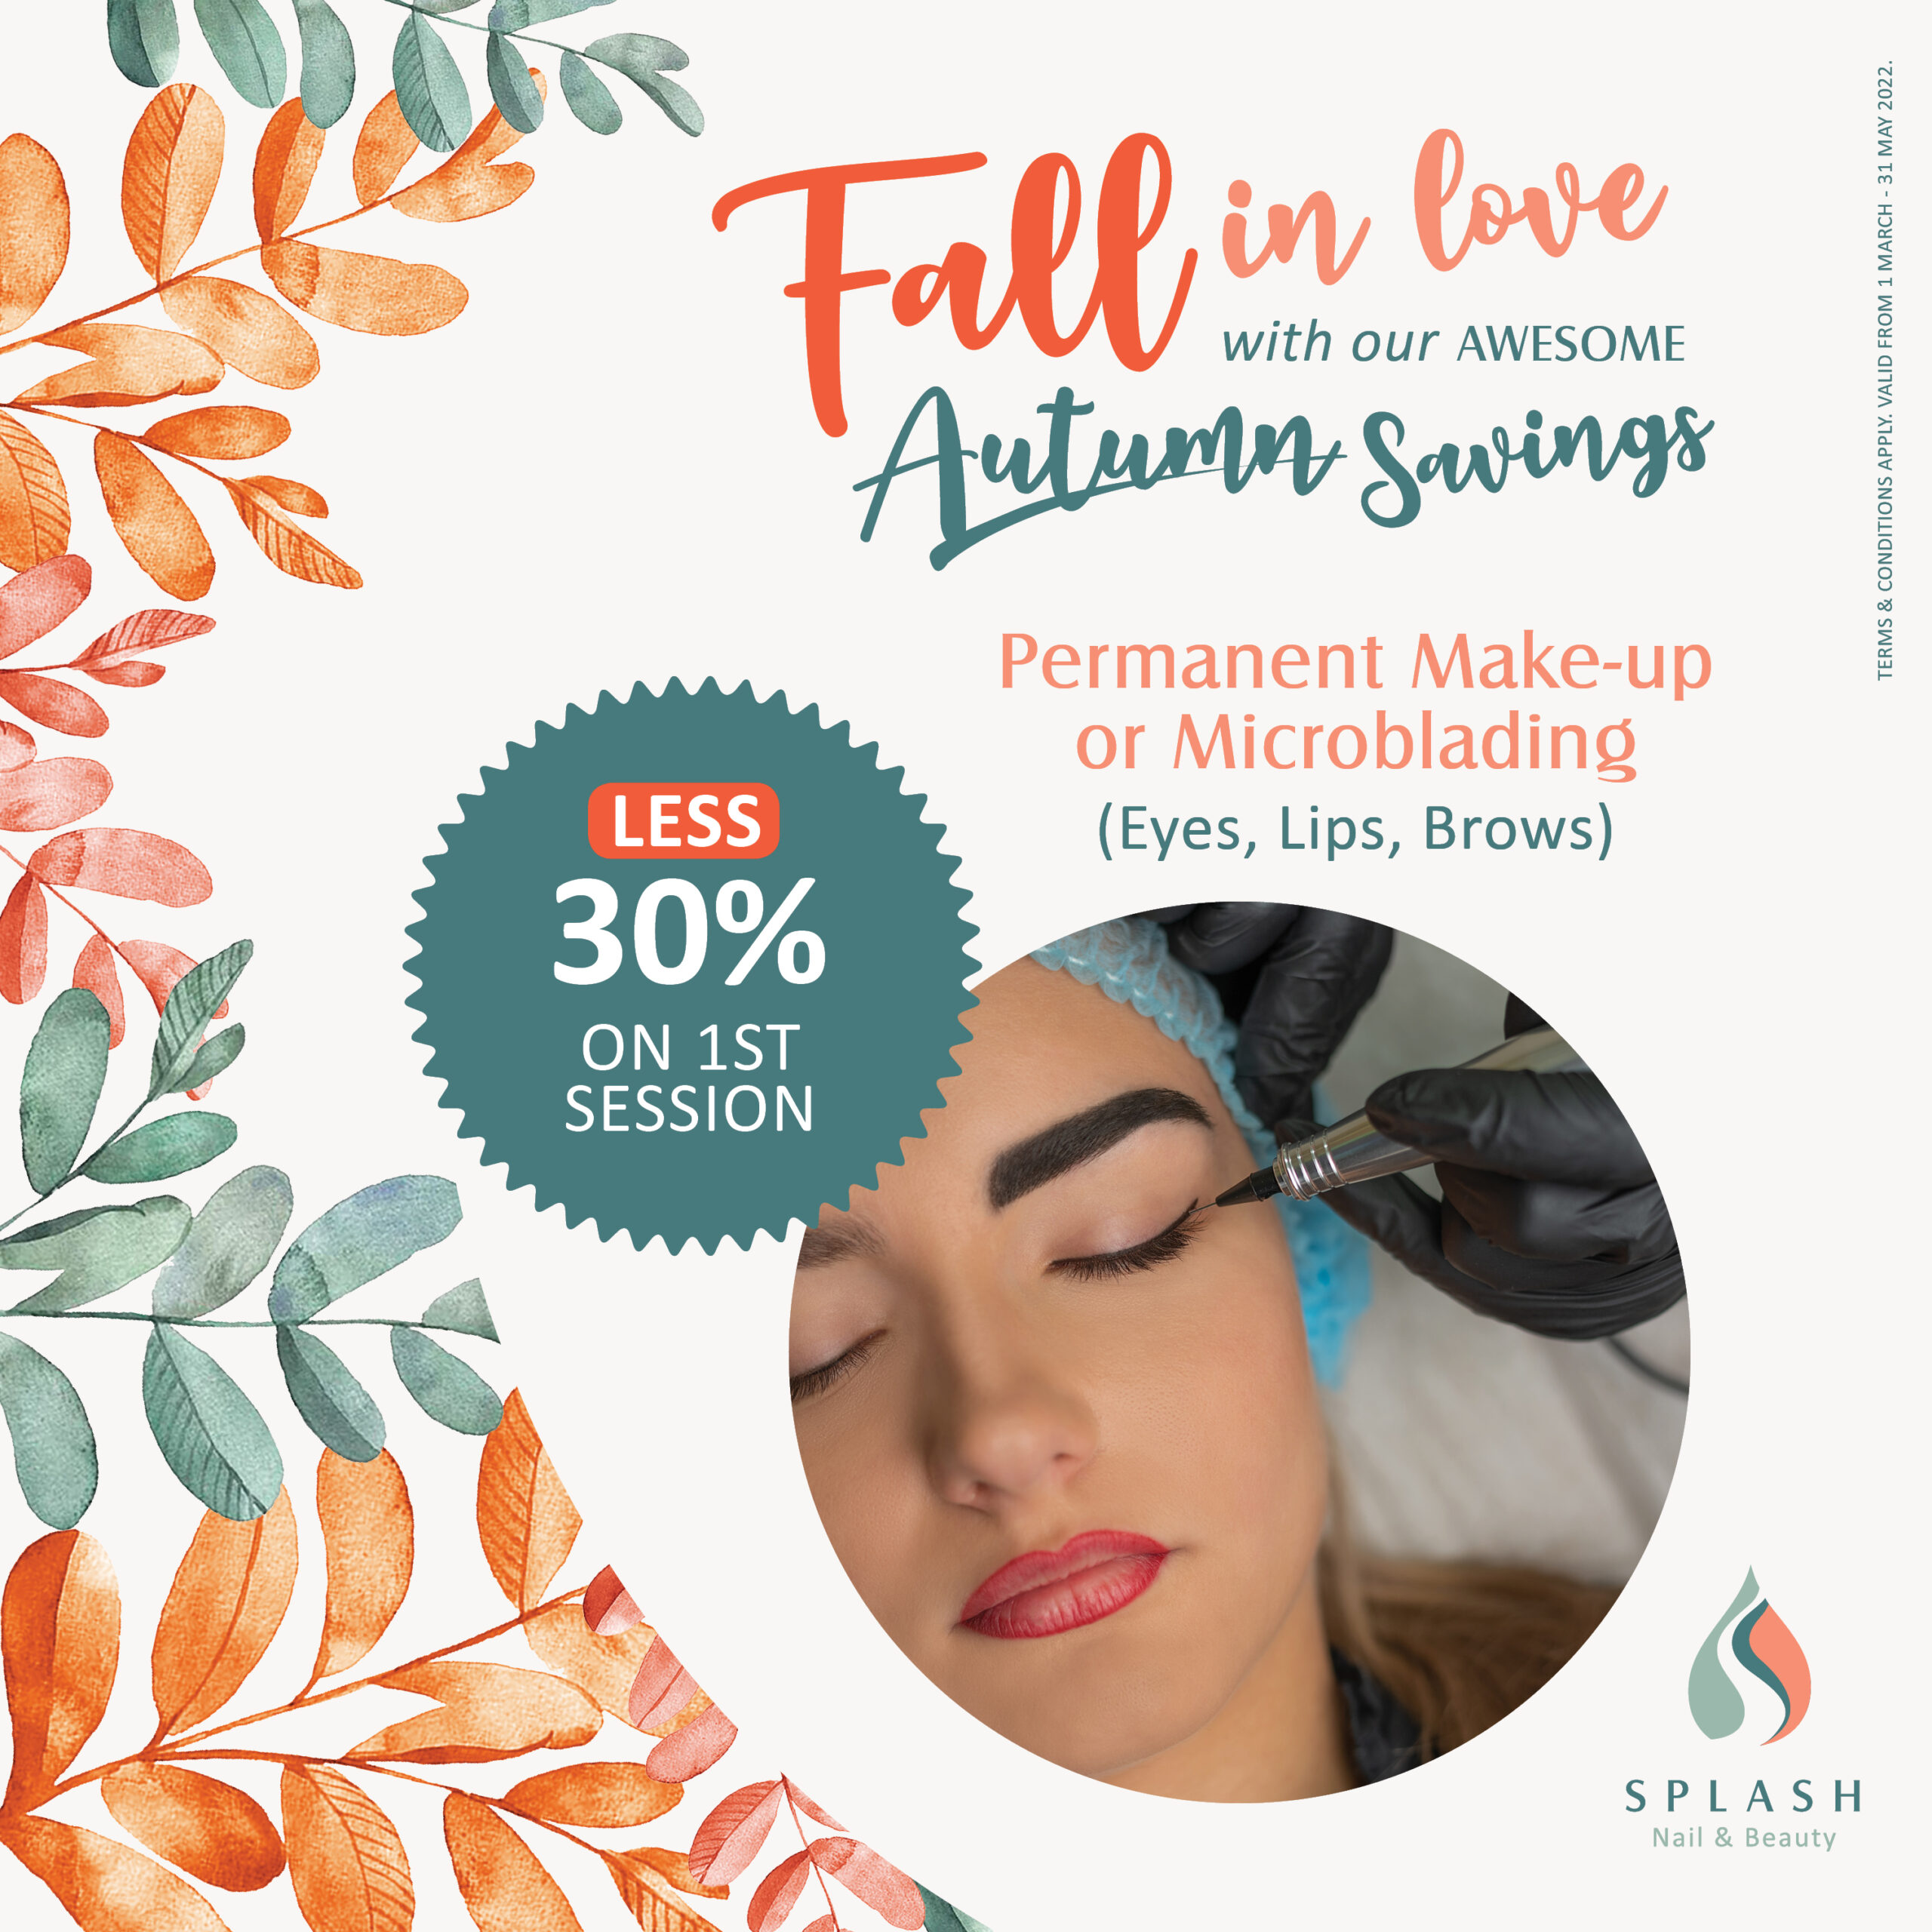 Fall in love
with our AWESOME
Autumn Savings
Permanent Make-up
or Microblading
(Eyes, Lips, Brows)
LESS
30%
ON 1ST
SESSION
TERMS & CONDITIONS APPLY. VALID FROM 1 MARCH - 31 MAY 2022.
SPLASH
Nail & Beauty